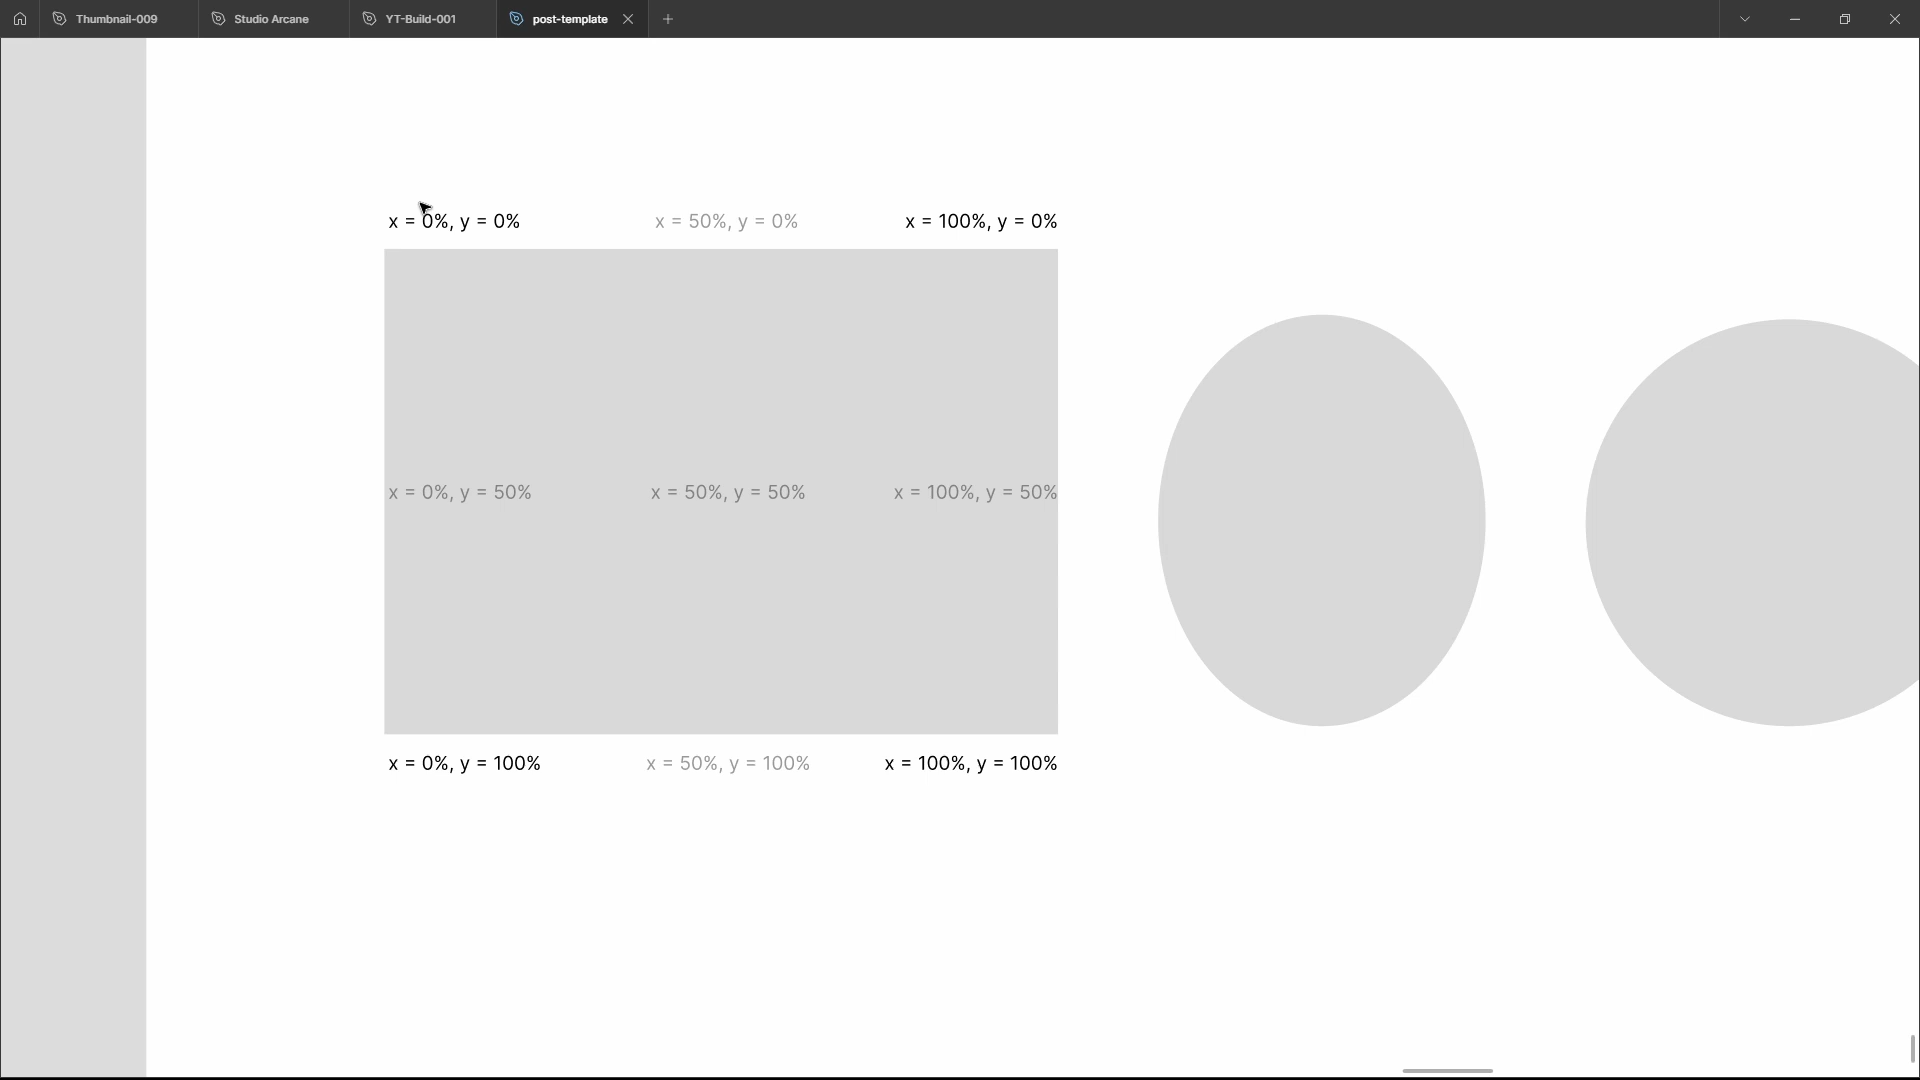 Thumbnail-009 Studio Arcane YT-Build-001 post-template
x = 0%, y = 0% x = 50%, y = 0% x = 100%, y = 0%
x = 0%, y = 50% x = 50%, y = 50% x = 100%, y = 50%
x = 0%, y = 100% x = 50%, y = 100% x = 100%, y = 100%